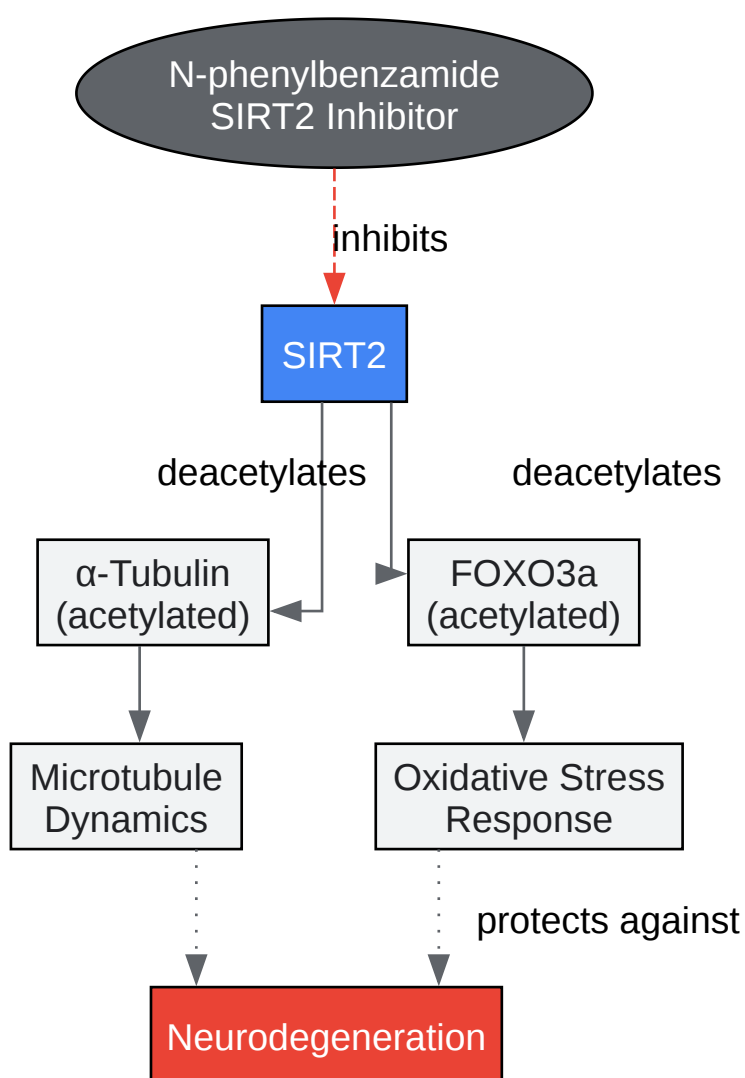 N-phenylbenzamide
SIRT2 Inhibitor
inhibits
SIRT2
deacetylates
deacetylates
α-Tubulin
(acetylated)
FOXO3a
(acetylated)
Microtubule
Dynamics
Oxidative Stress
Response
protects against
Neurodegeneration